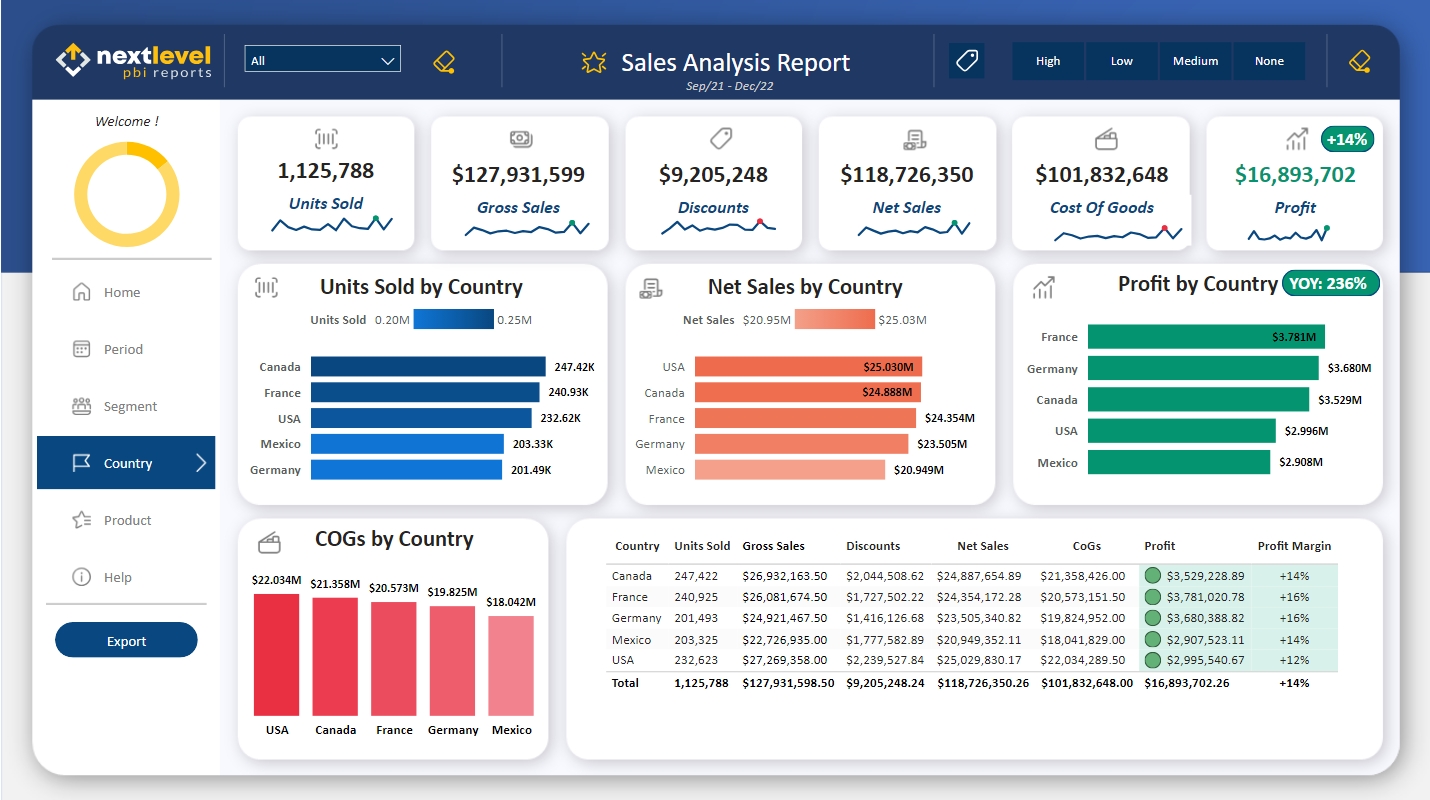 nextlevel
pbi reports
All
Sales Analysis Report
Sep/21 - Dec/22
High Low Medium None
Welcome !
Home
Period
Segment
Country
Product
Help
Export
1,125,788
Units Sold
$127,931,599
Gross Sales
$9,205,248
Discounts
$118,726,350
Net Sales
$101,832,648
Cost Of Goods
+14%
$16,893,702
Profit
Units Sold by Country
Units Sold 0.20M 0.25M
Canada 247.42K
France 240.93K
USA 232.62K
Mexico 203.33K
Germany 201.49K
Net Sales by Country
Net Sales $20.95M $25.03M
USA $25.030M
Canada $24.888M
France $24.354M
Germany $23.505M
Mexico $20.949M
Profit by Country YOY: 236%
France $3.781M
Germany $3.680M
Canada $3.529M
USA $2.996M
Mexico $2.908M
COGs by Country
$22.034M $21.358M $20.573M $19.825M $18.042M
USA Canada France Germany Mexico
Country Units Sold Gross Sales Discounts Net Sales CoGs Profit Profit Margin
Canada 247,422 $26,932,163.50 $2,044,508.62 $24,887,654.89 $21,358,426.00 $3,529,228.89 +14%
France 240,925 $26,081,674.50 $1,727,502.22 $24,354,172.28 $20,573,151.50 $3,781,020.78 +16%
Germany 201,493 $24,921,467.50 $1,416,126.68 $23,505,340.82 $19,824,952.00 $3,680,388.82 +16%
Mexico 203,325 $22,726,935.00 $1,777,582.89 $20,949,352.11 $18,041,829.00 $2,907,523.11 +14%
USA 232,623 $27,269,358.00 $2,239,527.84 $25,029,830.17 $22,034,289.50 $2,995,540.67 +12%
Total 1,125,788 $127,931,598.50 $9,205,248.24 $118,726,350.26 $101,832,648.00 $16,893,702.26 +14%